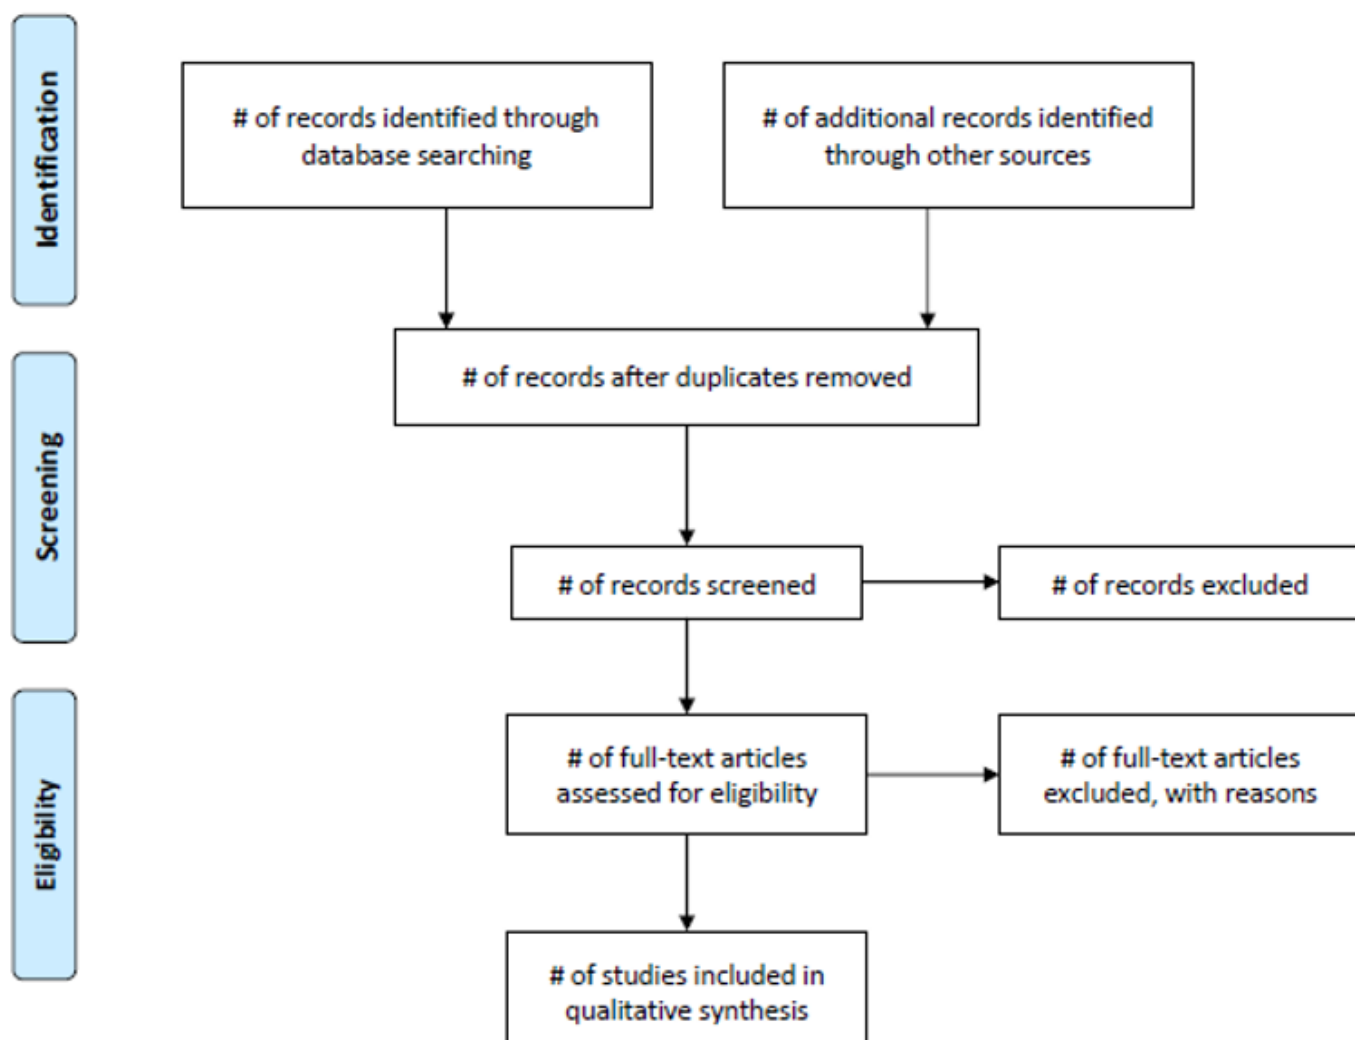 Identification
# of records identified through
database searching
# of additional records identified
through other sources
Screening
# of records after duplicates removed
# of records screened
# of records excluded
Eligibility
# of full-text articles
assessed for eligibility
# of full-text articles
excluded, with reasons
# of studies included in
qualitative synthesis